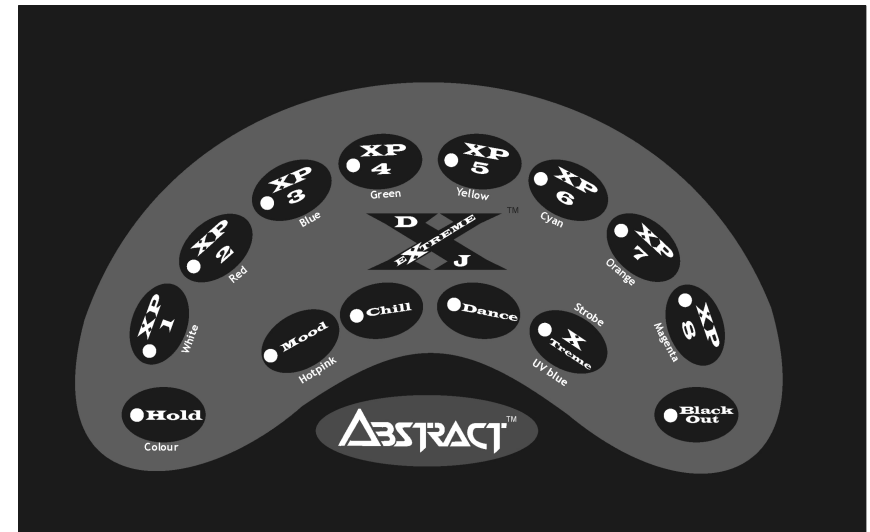 XP
4
Green
XP
5
Yellow
XP
3
Blue
XP
6
Cyan
XP
2
Red
XP
7
Orange
XP
1
White
XP
8
Magenta
D
EXTREME
J
TM
Mood
Hotpink
Chill
Dance
Strobe
X
Treme
UV blue
Hold
Colour
Black
Out
ABSTRACT
TM